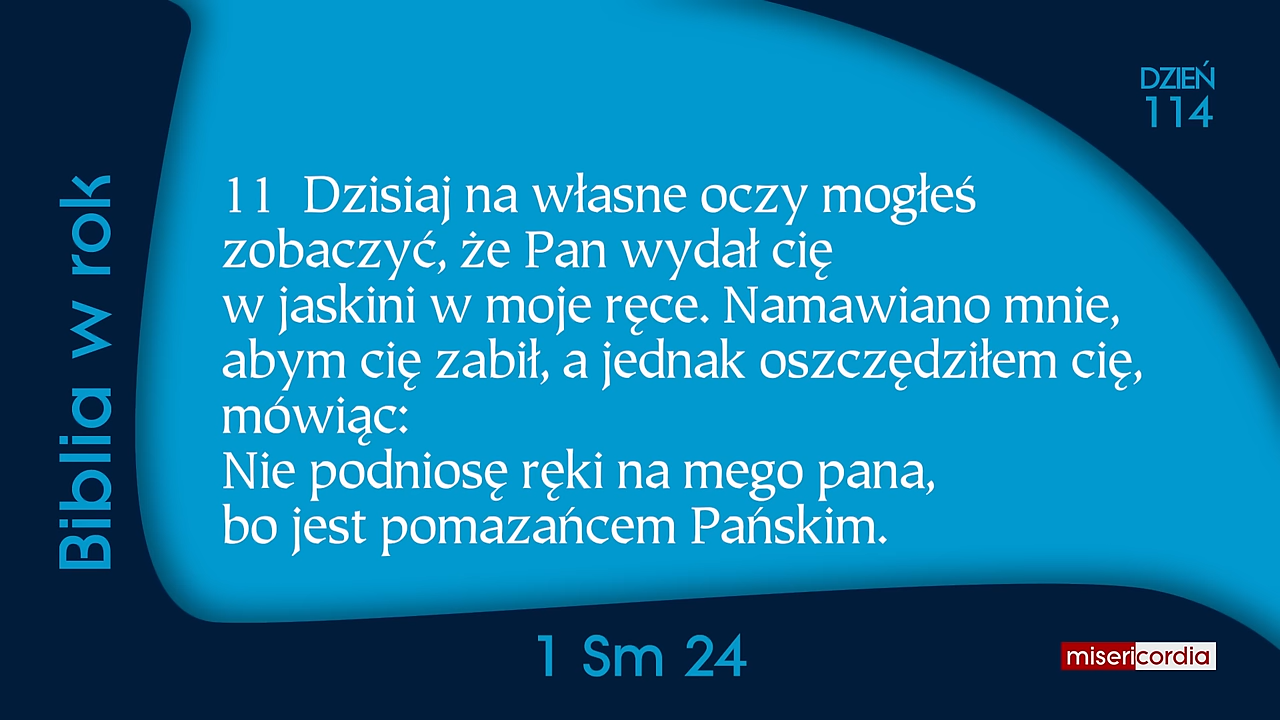 DZIEŃ
114
Biblia w rok
11 Dzisiaj na własne oczy mogłeś
zobaczyć, że Pan wydał cię
w jaskini w moje ręce. Namawiano mnie,
abym cię zabił, a jednak oszczędziłem cię,
mówiąc:
Nie podniosę ręki na mego pana,
bo jest pomazańcem Pańskim.
1 Sm 24
misericordia